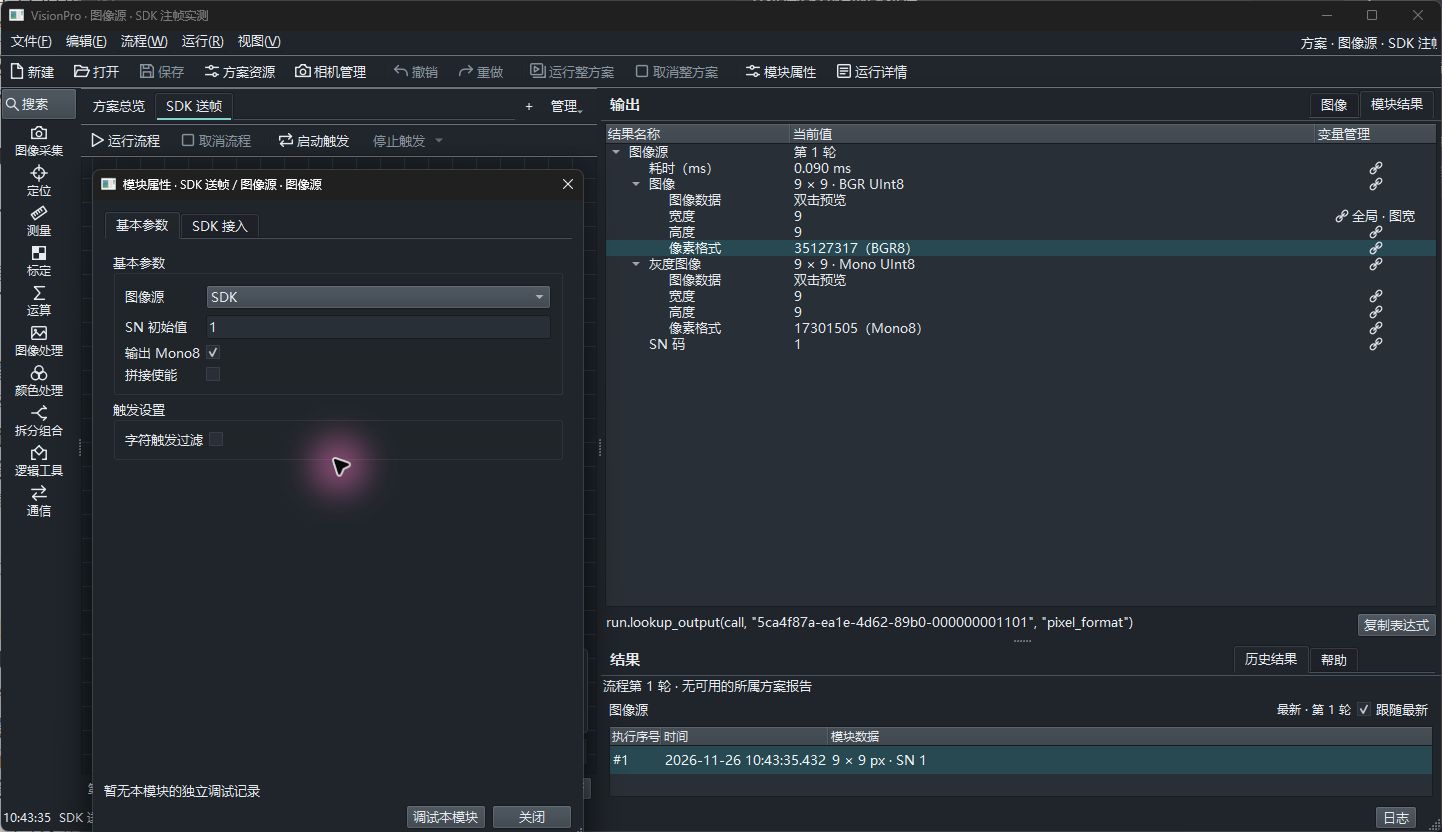 VisionPro · 图像源 · SDK 注帧实测
文件(F) 编辑(E) 流程(W) 运行(R) 视图(V)
方案 · 图像源 · SDK 注帧
新建 打开 保存 方案资源 相机管理 撤销 重做 运行整方案 取消整方案 模块属性 运行详情
搜索
图像采集
定位
测量
标定
运算
图像处理
颜色处理
拆分组合
逻辑工具
通信
方案总览 SDK 送帧 + 管理
运行流程 取消流程 启动触发 停止触发
模块属性 · SDK 送帧 / 图像源 · 图像源
基本参数 SDK 接入
基本参数
图像源 SDK
SN 初始值 1
输出 Mono8
拼接使能
触发设置
字符触发过滤
暂无本模块的独立调试记录
调试本模块 关闭
10:43:35 SDK
输出
图像 模块结果
结果名称 当前值 变量管理
图像源 第 1 轮
耗时（ms） 0.090 ms
图像 9 × 9 · BGR UInt8
图像数据 双击预览
宽度 9 全局 · 图宽
高度 9
像素格式 35127317（BGR8）
灰度图像 9 × 9 · Mono UInt8
图像数据 双击预览
宽度 9
高度 9
像素格式 17301505（Mono8）
SN 码 1
run.lookup_output(call, "5ca4f87a-ea1e-4d62-89b0-000000001101", "pixel_format")
复制表达式
结果
历史结果 帮助
流程第 1 轮 · 无可用的所属方案报告
图像源 最新 · 第 1 轮 跟随最新
执行序号 时间 模块数据
#1 2026-11-26 10:43:35.432 9 × 9 px · SN 1
日志